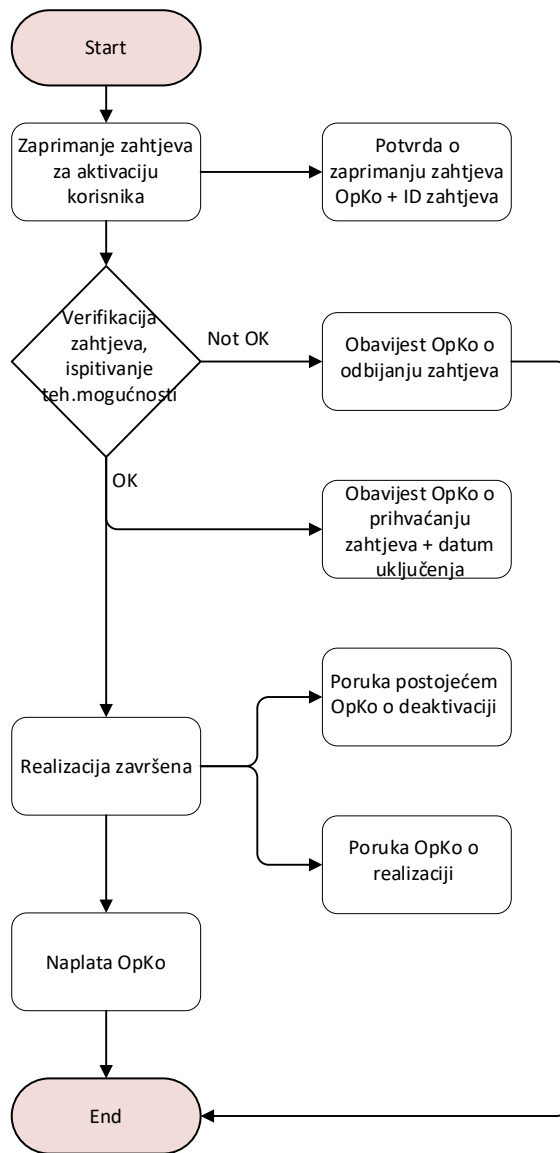 Start
Zaprimanje zahtjeva
za aktivaciju
korisnika
Potvrda o
zaprimanju zahtjeva
OpKo + ID zahtjeva
Verifikacija
zahtjeva,
ispitivanje
teh.mogućnosti
Not OK
Obavijest OpKo o
odbijanju zahtjeva
OK
Obavijest OpKo o
prihvaćanju
zahtjeva + datum
uključenja
Poruka postojećem
OpKo o deaktivaciji
Realizacija završena
Poruka OpKo o
realizaciji
Naplata OpKo
End